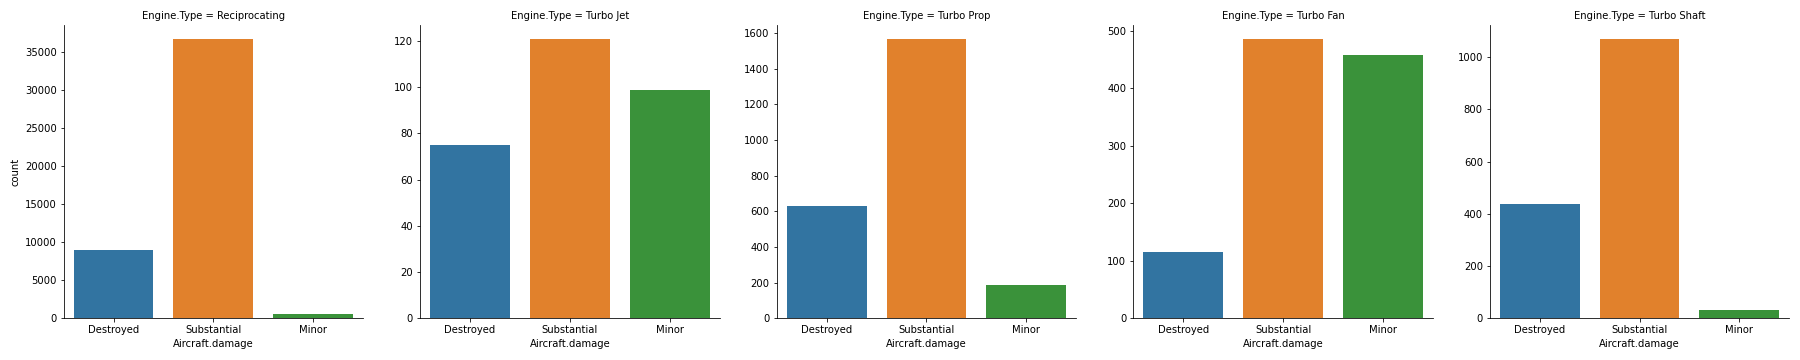 Engine.Type = Reciprocating
35000
30000
25000
20000
15000
10000
5000
0
count
Destroyed Substantial Minor
Aircraft.damage
Engine.Type = Turbo Jet
120
100
80
60
40
20
0
Destroyed Substantial Minor
Aircraft.damage
Engine.Type = Turbo Prop
1600
1400
1200
1000
800
600
400
200
0
Destroyed Substantial Minor
Aircraft.damage
Engine.Type = Turbo Fan
500
400
300
200
100
0
Destroyed Substantial Minor
Aircraft.damage
Engine.Type = Turbo Shaft
1000
800
600
400
200
0
Destroyed Substantial Minor
Aircraft.damage